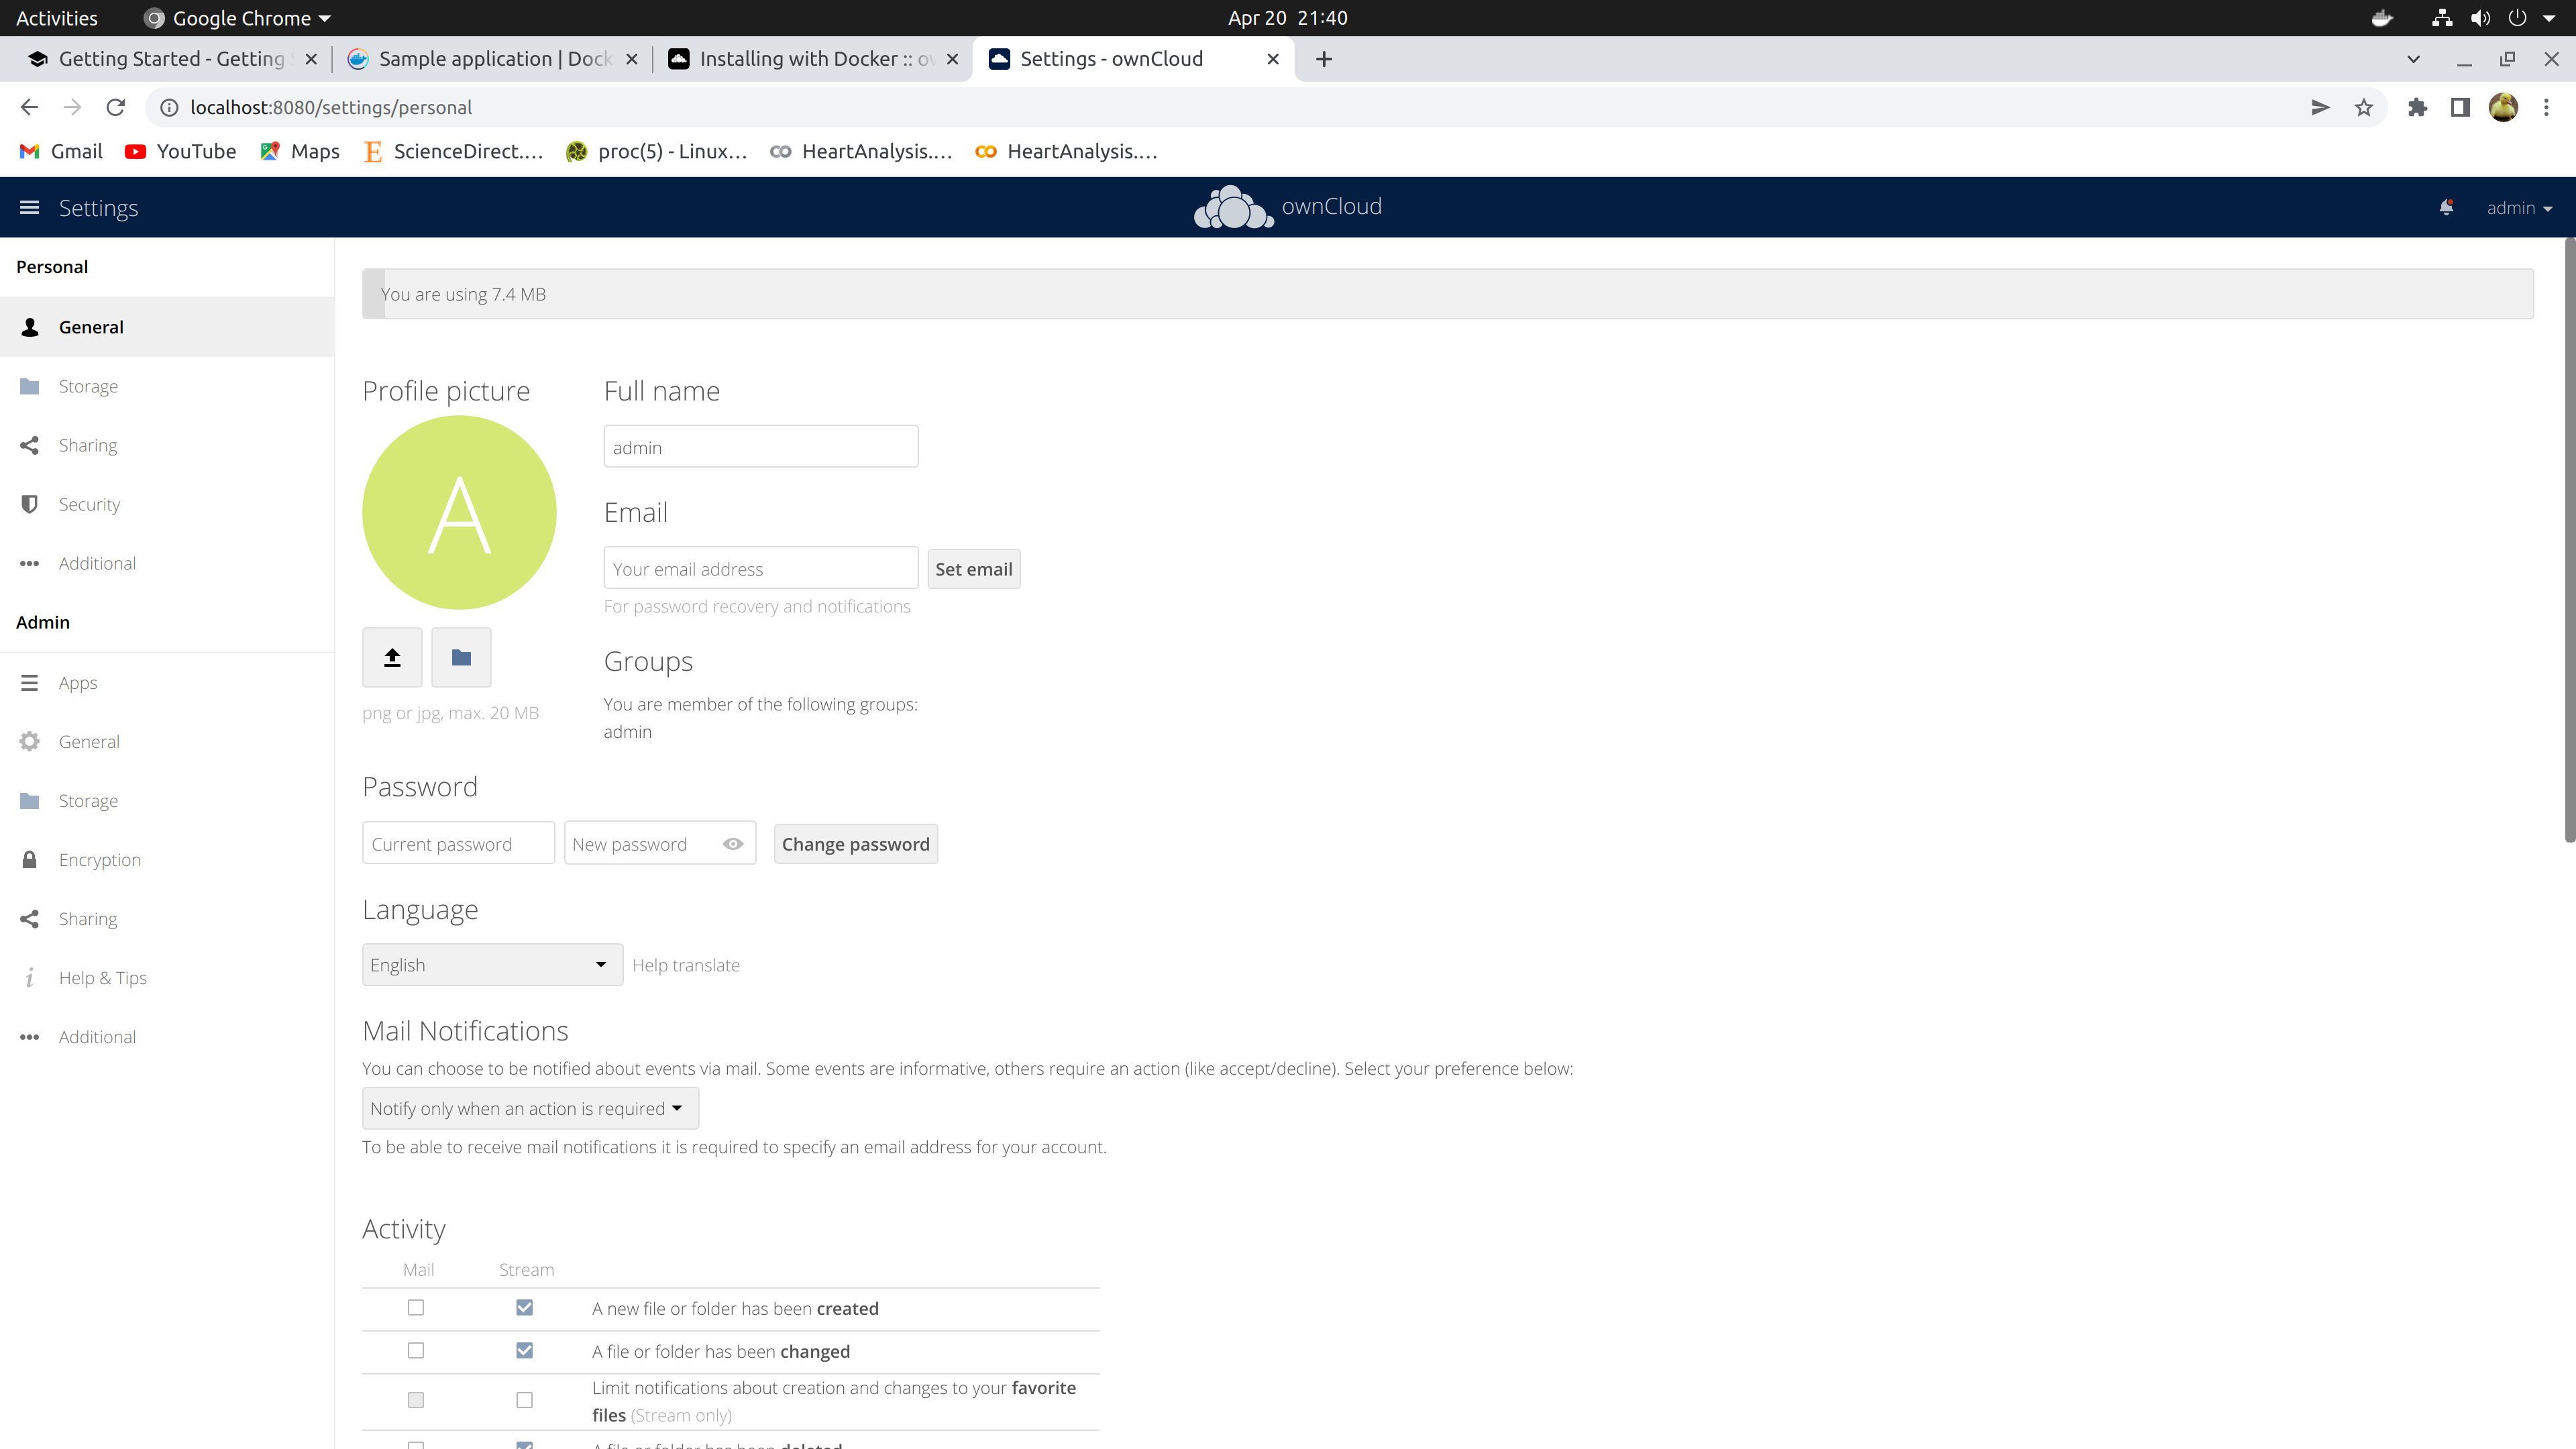 Activities Google Chrome Apr 20 21:40
Getting Started - Getting Sample application | Dock Installing with Docker :: ow Settings - ownCloud
localhost:8080/settings/personal
Gmail YouTube Maps ScienceDirect.... proc(5) - Linux... HeartAnalysis.... HeartAnalysis....
Settings ownCloud admin
Personal
General
Storage
Sharing
Security
Additional
Admin
Apps
General
Storage
Encryption
Sharing
Help & Tips
Additional
You are using 7.4 MB
Profile picture
A
png or jpg, max. 20 MB
Full name
admin
Email
Your email address Set email
For password recovery and notifications
Groups
You are member of the following groups:
admin
Password
Current password New password Change password
Language
English Help translate
Mail Notifications
You can choose to be notified about events via mail. Some events are informative, others require an action (like accept/decline). Select your preference below:
Notify only when an action is required
To be able to receive mail notifications it is required to specify an email address for your account.
Activity
Mail Stream
A new file or folder has been created
A file or folder has been changed
Limit notifications about creation and changes to your favorite
files (Stream only)
A file or folder has been deleted